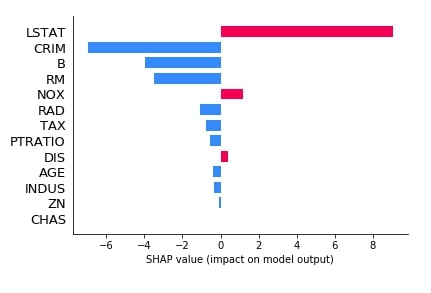 LSTAT
CRIM
B
RM
NOX
RAD
TAX
PTRATIO
DIS
AGE
INDUS
ZN
CHAS
−6 −4 −2 0 2 4 6 8
SHAP value (impact on model output)